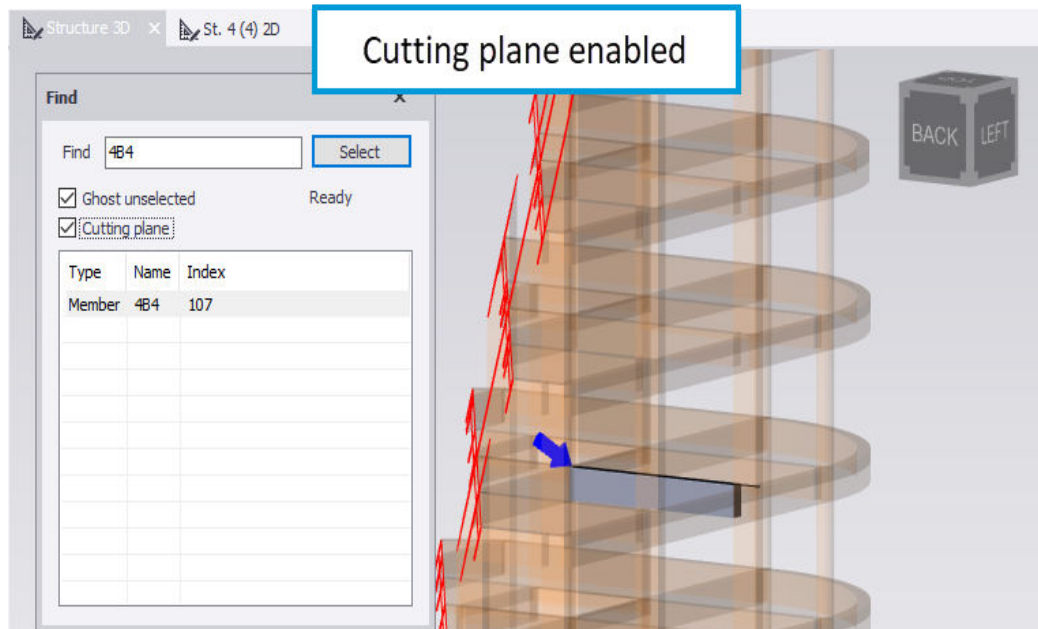 Structure 3D × St. 4 (4) 2D
Cutting plane enabled
Find x
Find 4B4 Select
Ghost unselected Ready
Cutting plane
Type Name Index
Member 4B4 107
BACK LEFT